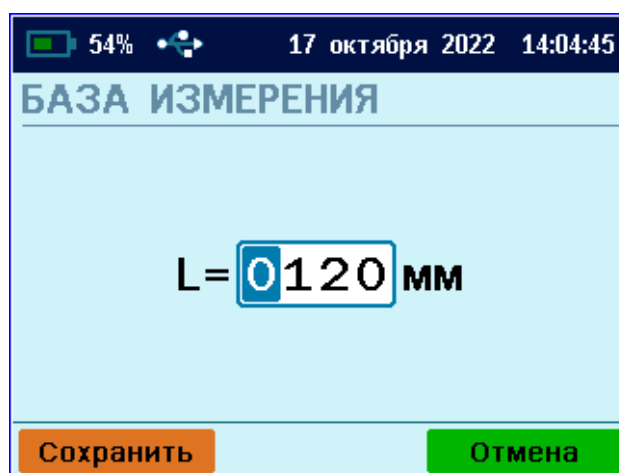 54% 17 октября 2022 14:04:45
БАЗА ИЗМЕРЕНИЯ
L=0120мм
Сохранить Отмена